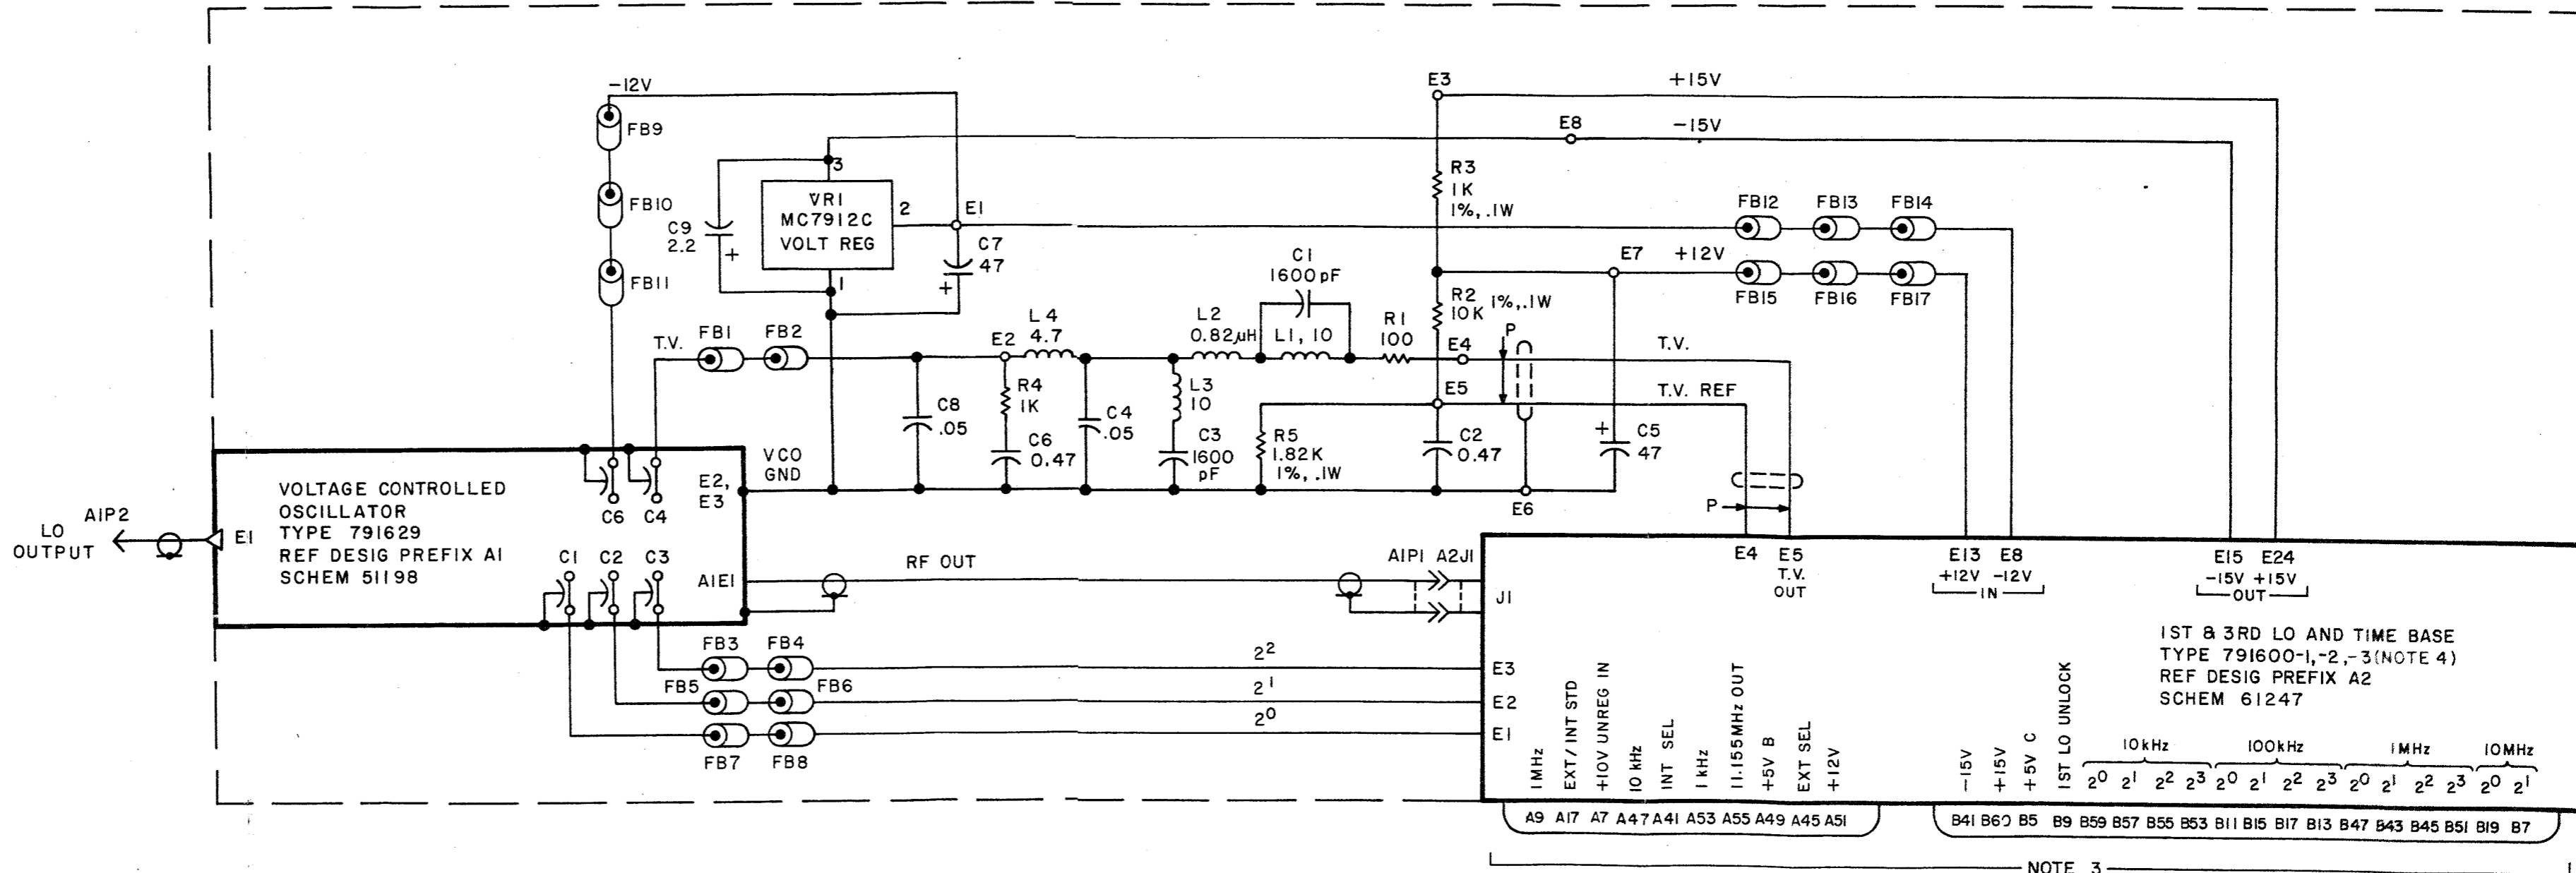 -12V
FB9
FB10
FB11
3
VR1
MC7912C
VOLT REG
2
1
C9
2.2
+
E1
C7
47
+
E3
+15V
E8
-15V
R3
1K
1%, .1W
FB12 FB13 FB14
E7 +12V
FB15 FB16 FB17
R2
10K
1%, .1W
C1
1600pF
L2
0.82µH
L1, 10
R1
100
E4
P
T.V.
E5
T.V. REF
T.V.
FB1 FB2
E2
L4
4.7
R4
1K
C8
.05
C6
0.47
C4
.05
L3
10
C3
1600
pF
R5
1.82K
1%, .1W
C2
0.47
+
C5
47
E6
P
VCO
GND
E2,
E3
VOLTAGE CONTROLLED
OSCILLATOR
TYPE 791629
REF DESIG PREFIX A1
SCHEM 51198
C6 C4
C1 C2 C3
LO
OUTPUT
A1P2
E1
A1E1
RF OUT
A1P1 A2J1
J1
FB3 FB4
2²
E3
FB5 FB6
2¹
E2
2⁰
E1
FB7 FB8
E4 E5
T.V.
OUT
E13 E8
+12V -12V
IN
E15 E24
-15V +15V
OUT
1ST & 3RD LO AND TIME BASE
TYPE 791600-1,-2,-3(NOTE 4)
REF DESIG PREFIX A2
SCHEM 61247
1MHz
EXT/INT STD
+10V UNREG IN
10 kHz
INT SEL
1 kHz
11.155MHz OUT
+5V B
EXT SEL
+12V
-15V
+15V
+5V C
1ST LO UNLOCK
10kHz 100kHz 1MHz 10MHz
2⁰ 2¹ 2² 2³ 2⁰ 2¹ 2² 2³ 2⁰ 2¹ 2² 2³ 2⁰ 2¹
A9 A17 A7 A47 A41 A53 A55 A49 A45 A51
B41 B60 B5 B9 B59 B57 B55 B53 B11 B15 B17 B13 B47 B43 B45 B51 B19 B7
NOTE 3